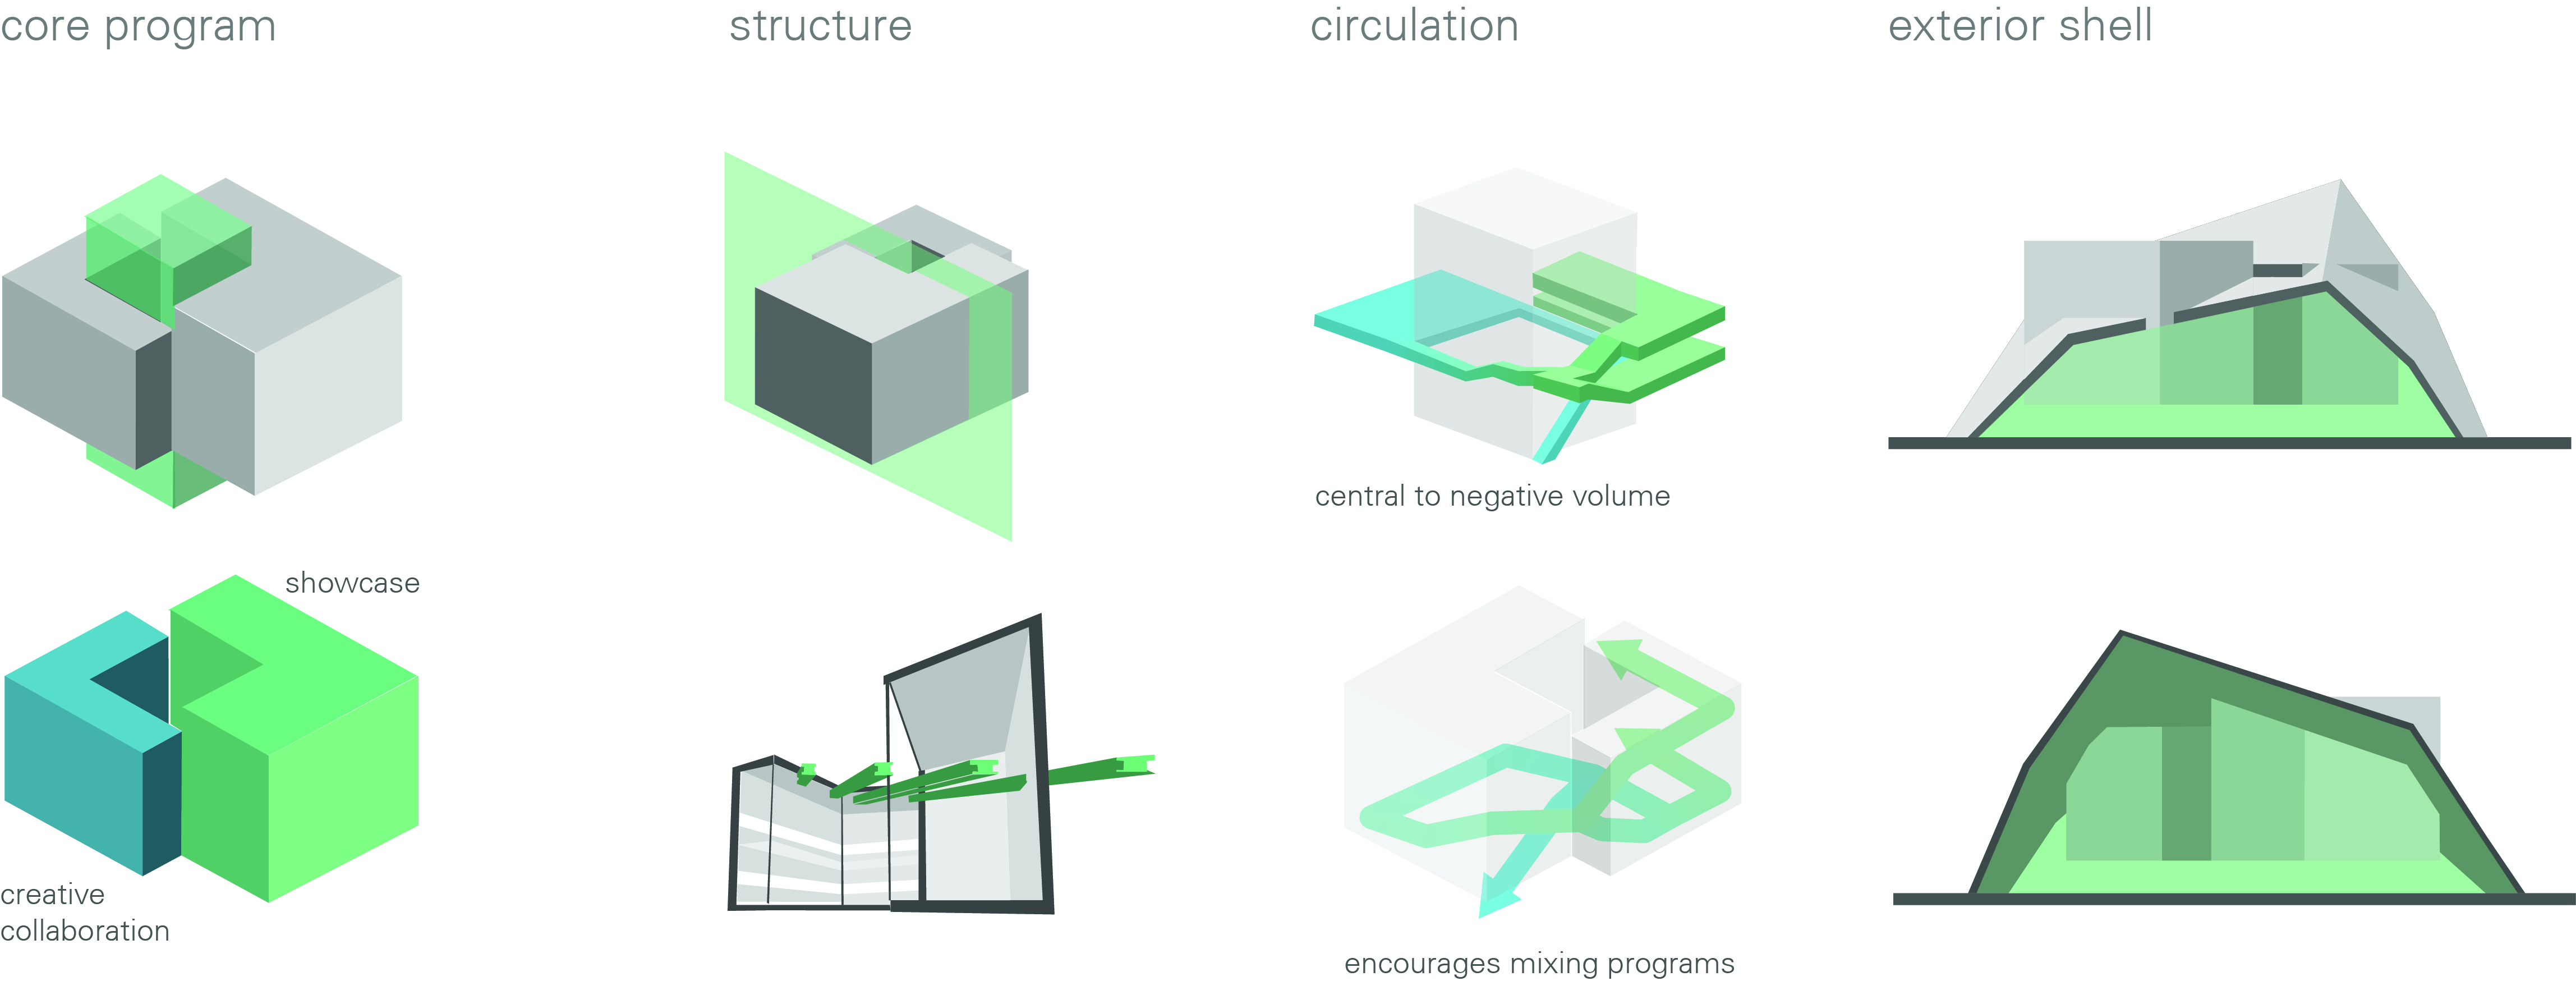 core program
structure
circulation
exterior shell
central to negative volume
showcase
creative
collaboration
encourages mixing programs